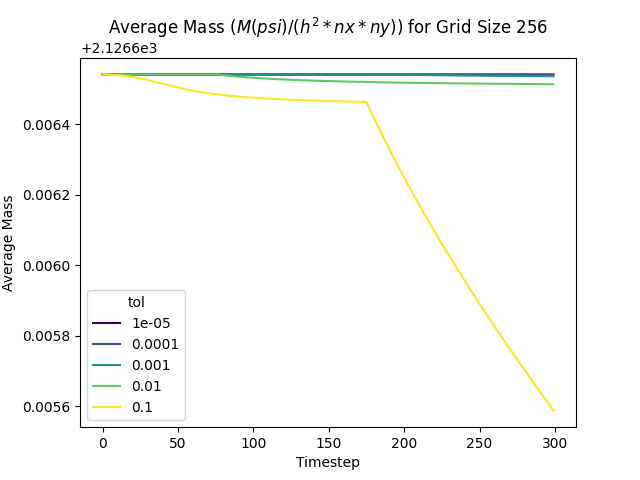 Average Mass (M(psi)/(h² * nx * ny)) for Grid Size 256
+2.1266e3
0.0064
0.0062
0.0060
0.0058
0.0056
Average Mass
tol
1e-05
0.0001
0.001
0.01
0.1
0 50 100 150 200 250 300
Timestep